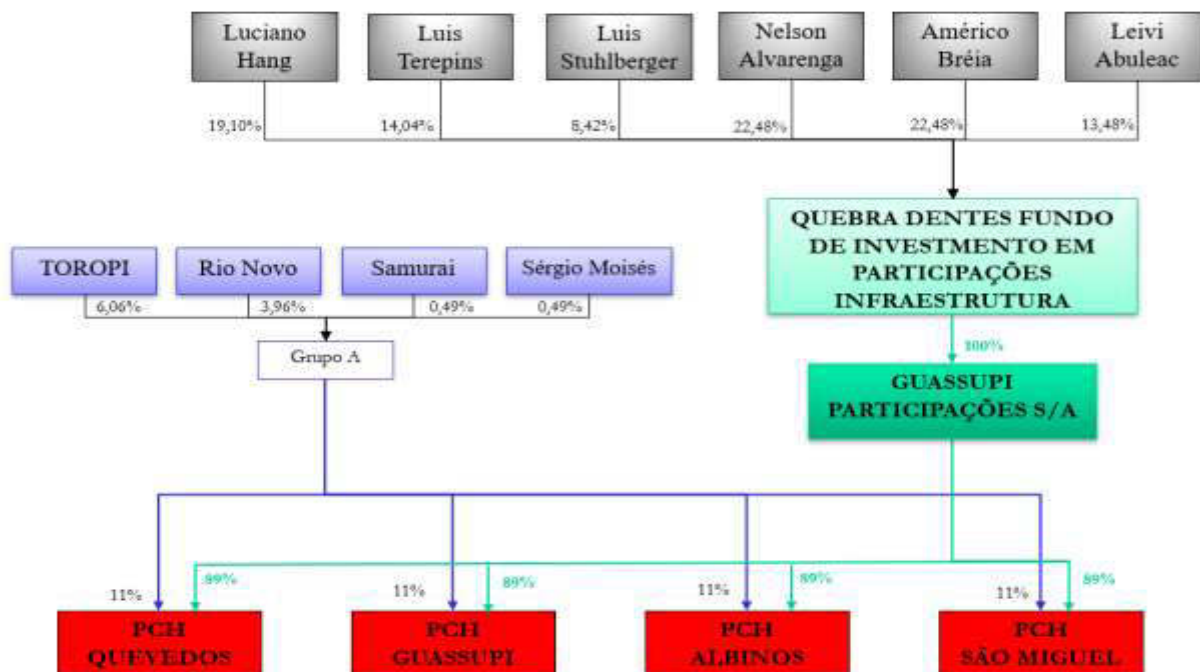 Luciano
Hang
Luis
Terepins
Luis
Stuhlberger
Nelson
Alvarenga
Américo
Bréia
Leivi
Abuleac
19,10%
14,04%
8,42%
22,48%
22,48%
13,48%
QUEBRA DENTES FUNDO
DE INVESTMENTO EM
PARTICIPAÇÕES
INFRAESTRUTURA
TOROPI
Rio Novo
Samurai
Sérgio Moisés
6,06%
3,96%
0,49%
0,49%
Grupo A
100%
GUASSUPI
PARTICIPAÇÕES S/A
11%
89%
11%
89%
11%
89%
11%
89%
PCH
QUEVEDOS
PCH
GUASSUPI
PCH
ALBINOS
PCH
SÃO MIGUEL